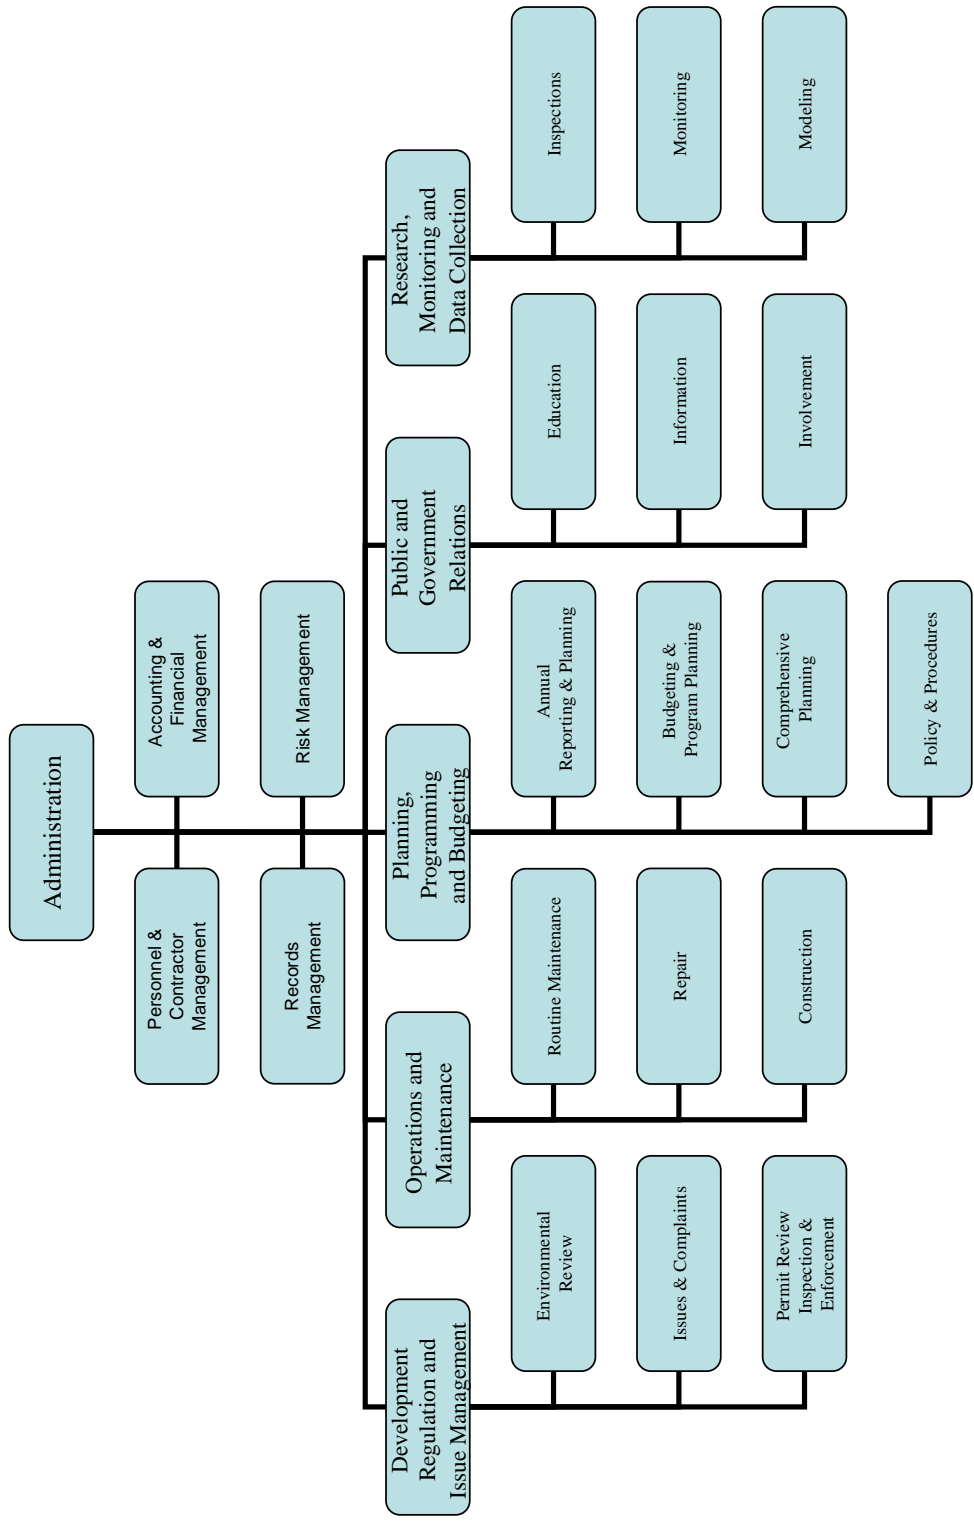 Administration
Personnel &
Contractor
Management
Accounting &
Financial
Management
Records
Management
Risk Management
Development
Regulation and
Issue Management
Environmental
Review
Issues & Complaints
Permit Review
Inspection &
Enforcement
Operations and
Maintenance
Routine Maintenance
Repair
Construction
Planning,
Programming
and Budgeting
Annual
Reporting & Planning
Budgeting &
Program Planning
Comprehensive
Planning
Policy & Procedures
Public and
Government
Relations
Education
Information
Involvement
Research,
Monitoring and
Data Collection
Inspections
Monitoring
Modeling